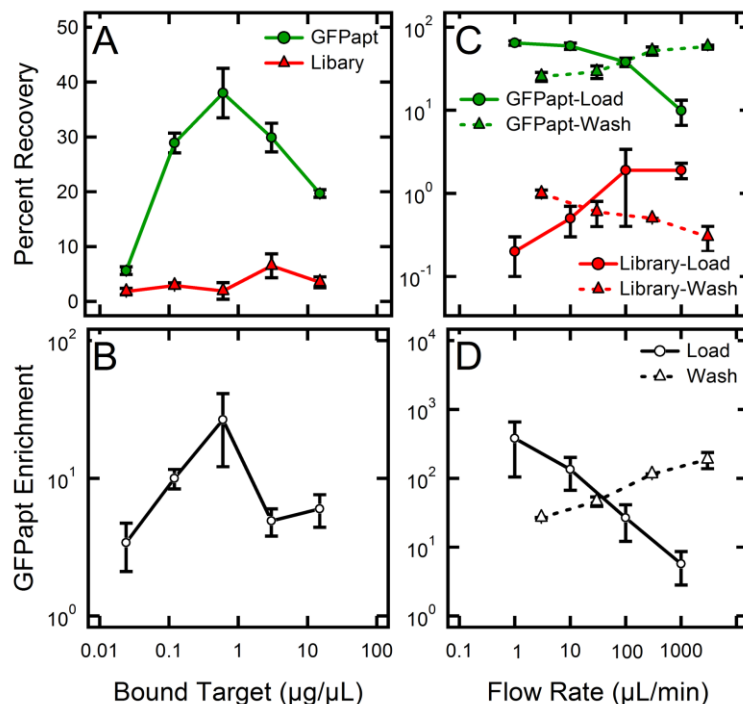 A
GFPapt
Libary
Percent Recovery
50
40
30
20
10
0
C
10²
10¹
10⁰
10⁻¹
GFPapt-Load
GFPapt-Wash
Library-Load
Library-Wash
B
GFPapt Enrichment
10²
10¹
10⁰
0.01 0.1 1 10 100
Bound Target (µg/µL)
D
Load
Wash
10⁴
10³
10²
10¹
10⁰
0.1 1 10 100 1000
Flow Rate (µL/min)